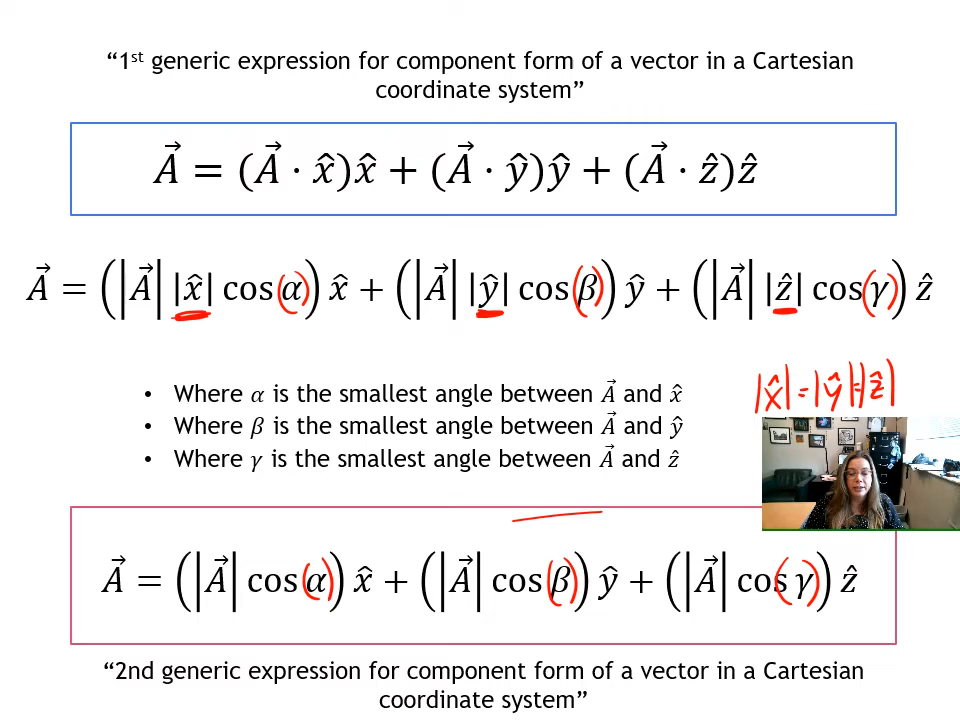 “1st generic expression for component form of a vector in a Cartesian
coordinate system”
A⃗ = (A⃗ · x̂)x̂ + (A⃗ · ŷ)ŷ + (A⃗ · ẑ)ẑ
A⃗ = (|A⃗| |x̂| cos(α)) x̂ + (|A⃗| |ŷ| cos(β)) ŷ + (|A⃗| |ẑ| cos(γ)) ẑ
• Where α is the smallest angle between A⃗ and x̂
• Where β is the smallest angle between A⃗ and ŷ
• Where γ is the smallest angle between A⃗ and ẑ
|x̂| = |ŷ| = |ẑ|
A⃗ = (|A⃗| cos(α)) x̂ + (|A⃗| cos(β)) ŷ + (|A⃗| cos(γ)) ẑ
“2nd generic expression for component form of a vector in a Cartesian
coordinate system”